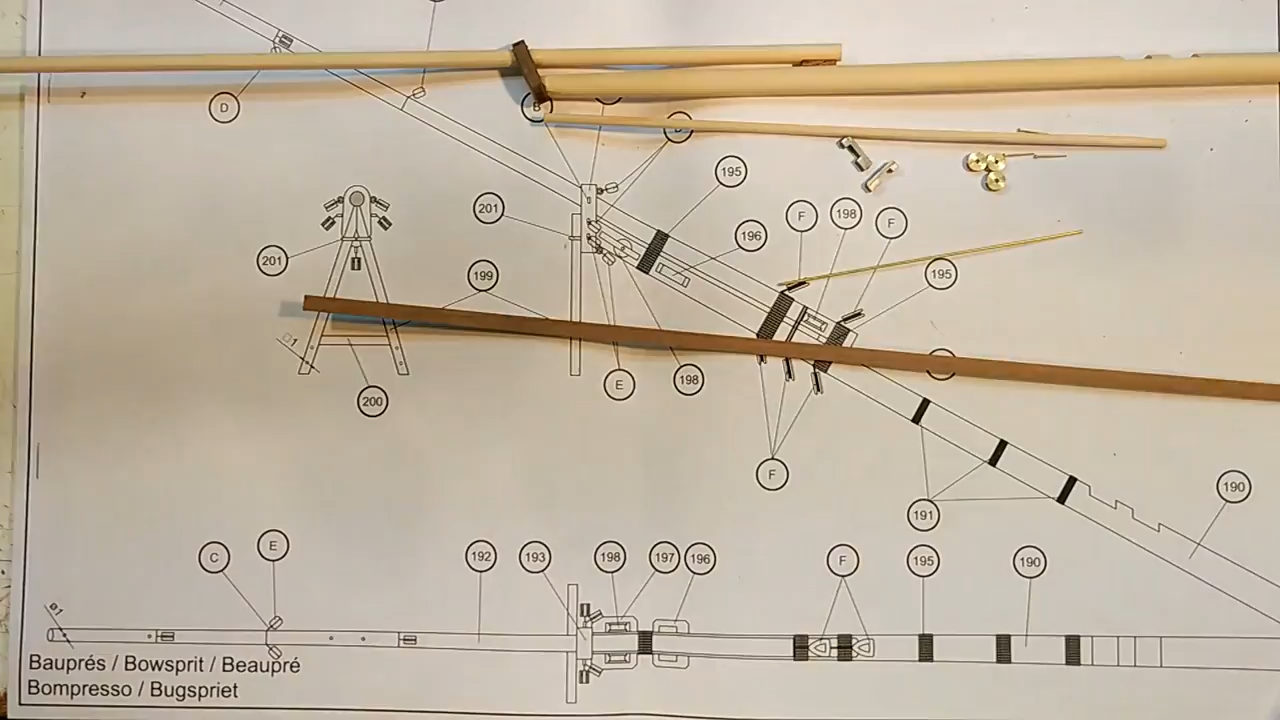 D
B
D
195
201
F
198
F
196
201
199
195
□1
E
198
200
F
190
191
C
E
192
193
198
197
196
F
195
190
ø1
Bauprés / Bowsprit / Beaupré
Bompresso / Bugspriet